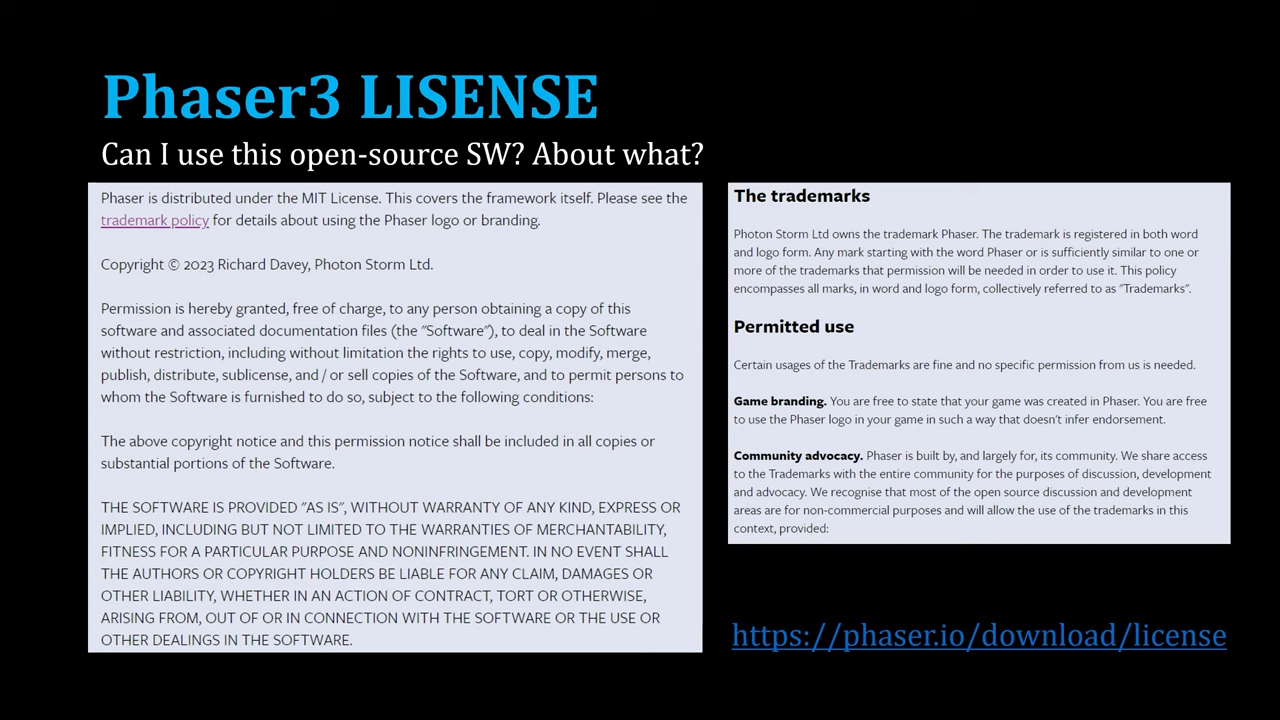 Phaser3 LISENSE
Can I use this open-source SW? About what?
Phaser is distributed under the MIT License. This covers the framework itself. Please see the
trademark policy for details about using the Phaser logo or branding.
Copyright © 2023 Richard Davey, Photon Storm Ltd.
Permission is hereby granted, free of charge, to any person obtaining a copy of this
software and associated documentation files (the "Software"), to deal in the Software
without restriction, including without limitation the rights to use, copy, modify, merge,
publish, distribute, sublicense, and / or sell copies of the Software, and to permit persons to
whom the Software is furnished to do so, subject to the following conditions:
The above copyright notice and this permission notice shall be included in all copies or
substantial portions of the Software.
THE SOFTWARE IS PROVIDED "AS IS", WITHOUT WARRANTY OF ANY KIND, EXPRESS OR
IMPLIED, INCLUDING BUT NOT LIMITED TO THE WARRANTIES OF MERCHANTABILITY,
FITNESS FOR A PARTICULAR PURPOSE AND NONINFRINGEMENT. IN NO EVENT SHALL
THE AUTHORS OR COPYRIGHT HOLDERS BE LIABLE FOR ANY CLAIM, DAMAGES OR
OTHER LIABILITY, WHETHER IN AN ACTION OF CONTRACT, TORT OR OTHERWISE,
ARISING FROM, OUT OF OR IN CONNECTION WITH THE SOFTWARE OR THE USE OR
OTHER DEALINGS IN THE SOFTWARE.
The trademarks
Photon Storm Ltd owns the trademark Phaser. The trademark is registered in both word
and logo form. Any mark starting with the word Phaser or is sufficiently similar to one or
more of the trademarks that permission will be needed in order to use it. This policy
encompasses all marks, in word and logo form, collectively referred to as "Trademarks".
Permitted use
Certain usages of the Trademarks are fine and no specific permission from us is needed.
Game branding. You are free to state that your game was created in Phaser. You are free
to use the Phaser logo in your game in such a way that doesn't infer endorsement.
Community advocacy. Phaser is built by, and largely for, its community. We share access
to the Trademarks with the entire community for the purposes of discussion, development
and advocacy. We recognise that most of the open source discussion and development
areas are for non-commercial purposes and will allow the use of the trademarks in this
context, provided:
https://phaser.io/download/license